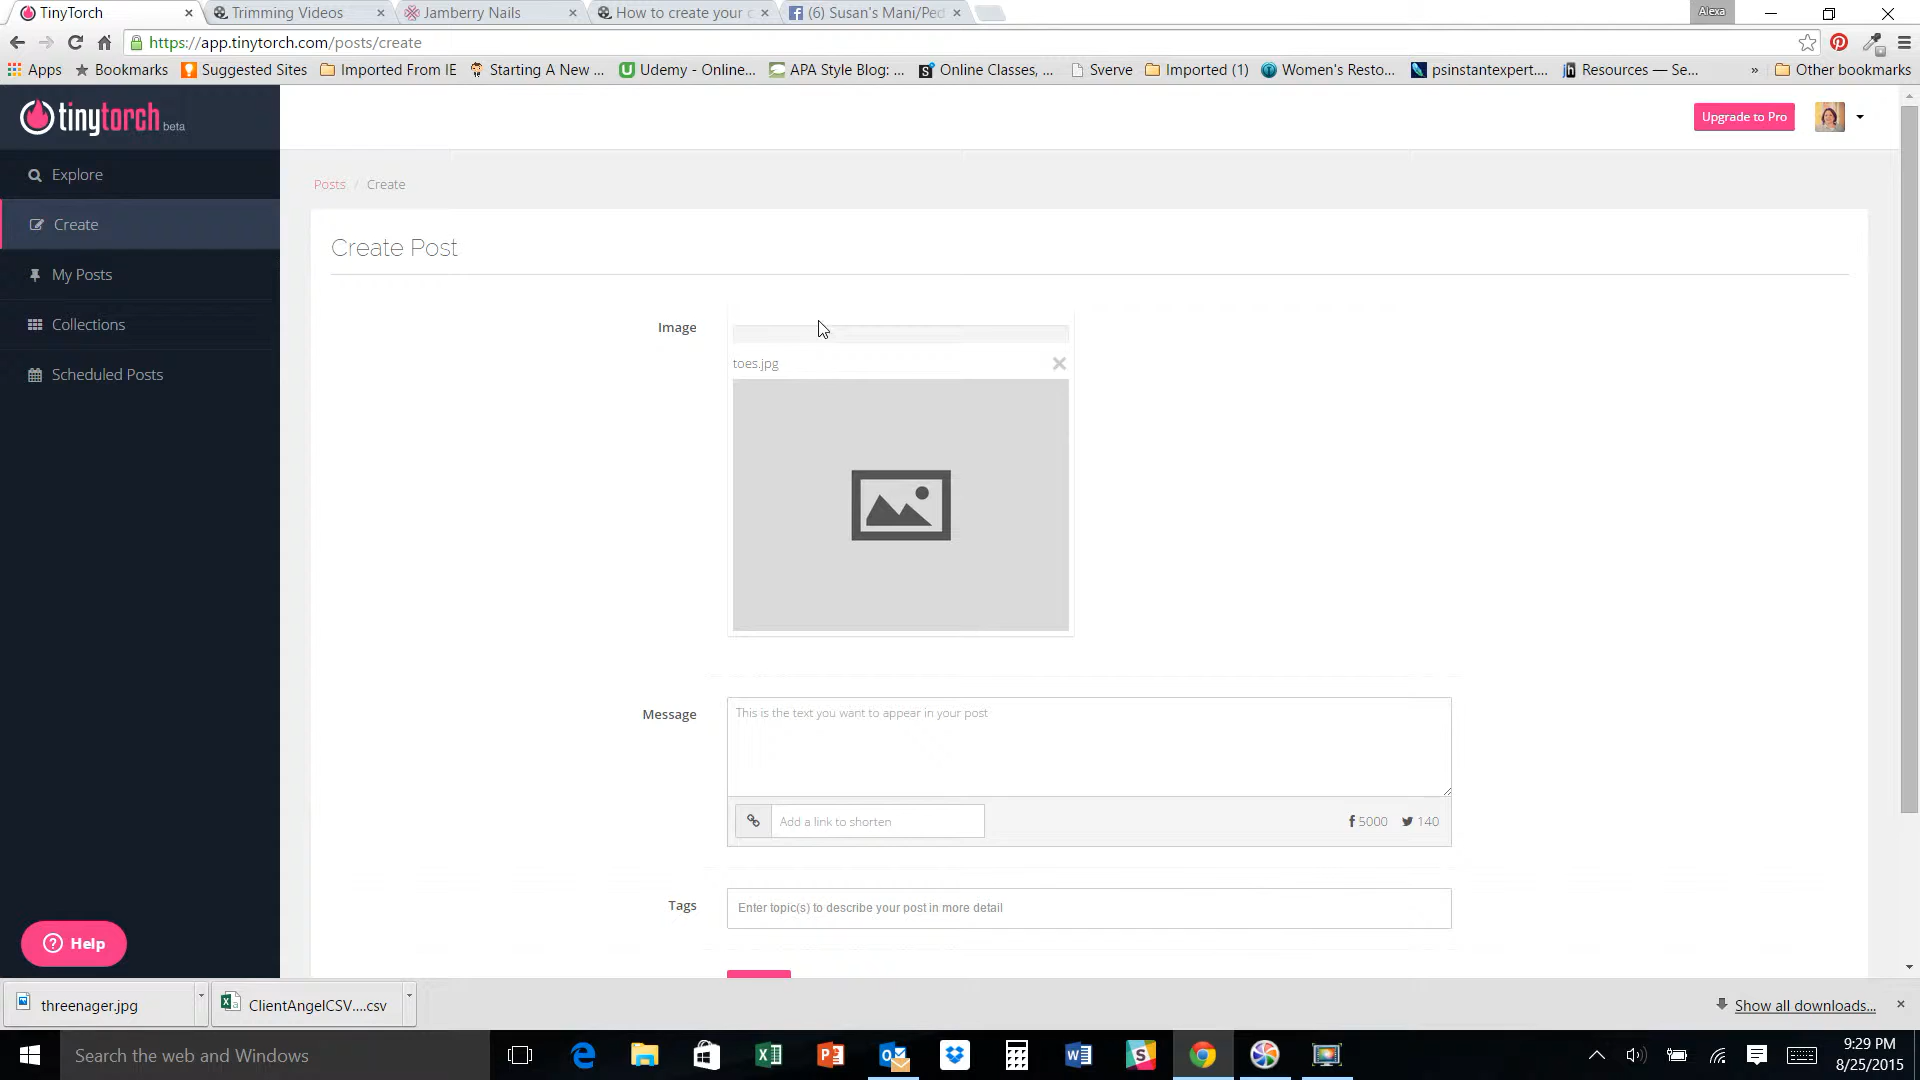 TinyTorch
Trimming Videos
Jamberry Nails
How to create your c
(6) Susan's Mani/Ped
Alexa
https://app.tinytorch.com/posts/create
Apps
Bookmarks
Suggested Sites
Imported From IE
Starting A New ...
Udemy - Online...
APA Style Blog: ...
Online Classes, ...
Sverve
Imported (1)
Women's Resto...
psinstantexpert....
Resources — Se...
»
Other bookmarks
tinytorch beta
Upgrade to Pro
Explore
Create
My Posts
Collections
Scheduled Posts
Posts / Create
Create Post
Image
toes.jpg
Message
This is the text you want to appear in your post
Add a link to shorten
5000
140
Tags
Enter topic(s) to describe your post in more detail
? Help
threenager.jpg
ClientAngelCSV....csv
Show all downloads...
Search the web and Windows
9:29 PM
8/25/2015